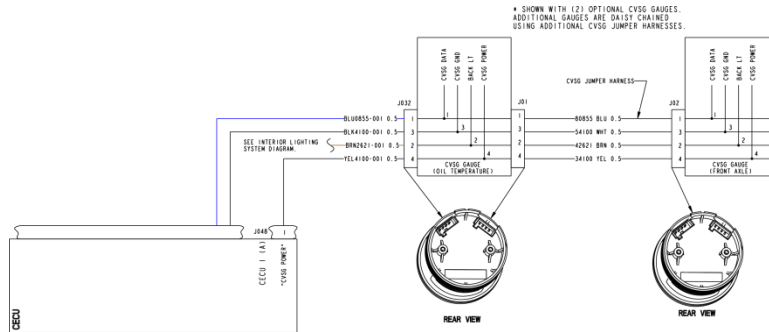 * SHOWN WITH (2) OPTIONAL CVSG GAUGES.
ADDITIONAL GAUGES ARE DAISY CHAINED
USING ADDITIONAL CVSG JUMPER HARNESSES.
CVSG DATA
CVSG GND
BACK LT
CVSG POWER
CVSG DATA
CVSG GND
BACK LT
CVSG POWER
CVSG JUMPER HARNESS
J032
J01
J02
BLU0855-001 0.5
1
1
1
80855 BLU 0.5
1
1
BLK4100-001 0.5
3
3
3
54100 WHT 0.5
3
3
SEE INTERIOR LIGHTING
SYSTEM DIAGRAM.
BRN2621-001 0.5
2
2
2
42621 BRN 0.5
2
2
YEL4100-001 0.5
4
4
4
34100 YEL 0.5
4
4
CVSG GAUGE
(OIL TEMPERATURE)
CVSG GAUGE
(FRONT AXLE)
J048
1
CECU 1 (A)
"CVSG POWER"
CECU
REAR VIEW
REAR VIEW